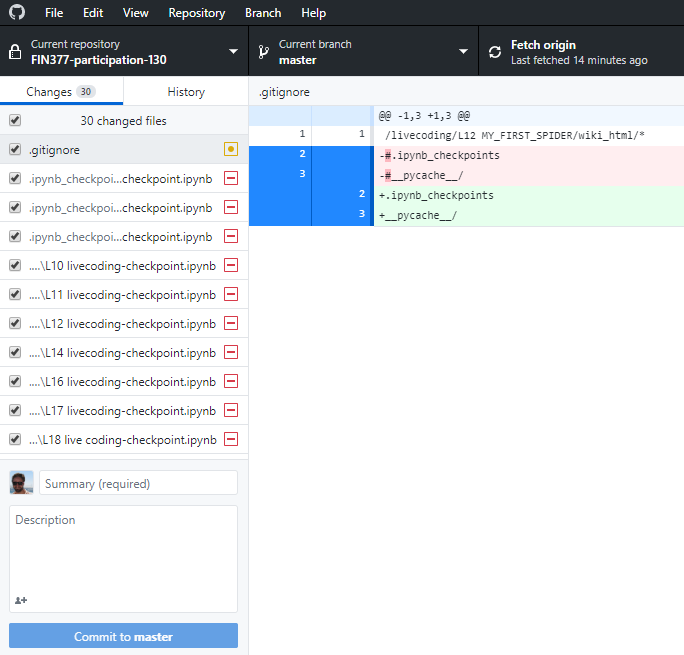 File Edit View Repository Branch Help
Current repository
FIN377-participation-130
Current branch
master
Fetch origin
Last fetched 14 minutes ago
Changes 30 History
30 changed files
.gitignore
.ipynb_checkpoi...checkpoint.ipynb
.ipynb_checkpoi...checkpoint.ipynb
.ipynb_checkpoi...checkpoint.ipynb
....\L10 livecoding-checkpoint.ipynb
....\L11 livecoding-checkpoint.ipynb
....\L12 livecoding-checkpoint.ipynb
....\L14 livecoding-checkpoint.ipynb
....\L16 livecoding-checkpoint.ipynb
....\L17 livecoding-checkpoint.ipynb
...\L18 live coding-checkpoint.ipynb
Summary (required)
Description
Commit to master
.gitignore
@@ -1,3 +1,3 @@
1 1 /livecoding/L12 MY_FIRST_SPIDER/wiki_html/*
2 -#.ipynb_checkpoints
3 -#__pycache__/
2 +.ipynb_checkpoints
3 +__pycache__/